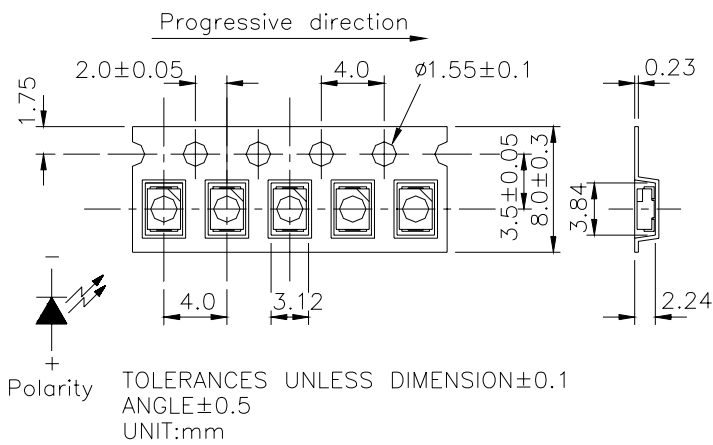 Progressive direction
2.0±0.05
4.0
ø1.55±0.1
0.23
1.75
3.5±0.05
8.0±0.3
3.84
4.0
3.12
2.24
−
+
Polarity
TOLERANCES UNLESS DIMENSION±0.1
ANGLE±0.5
UNIT:mm